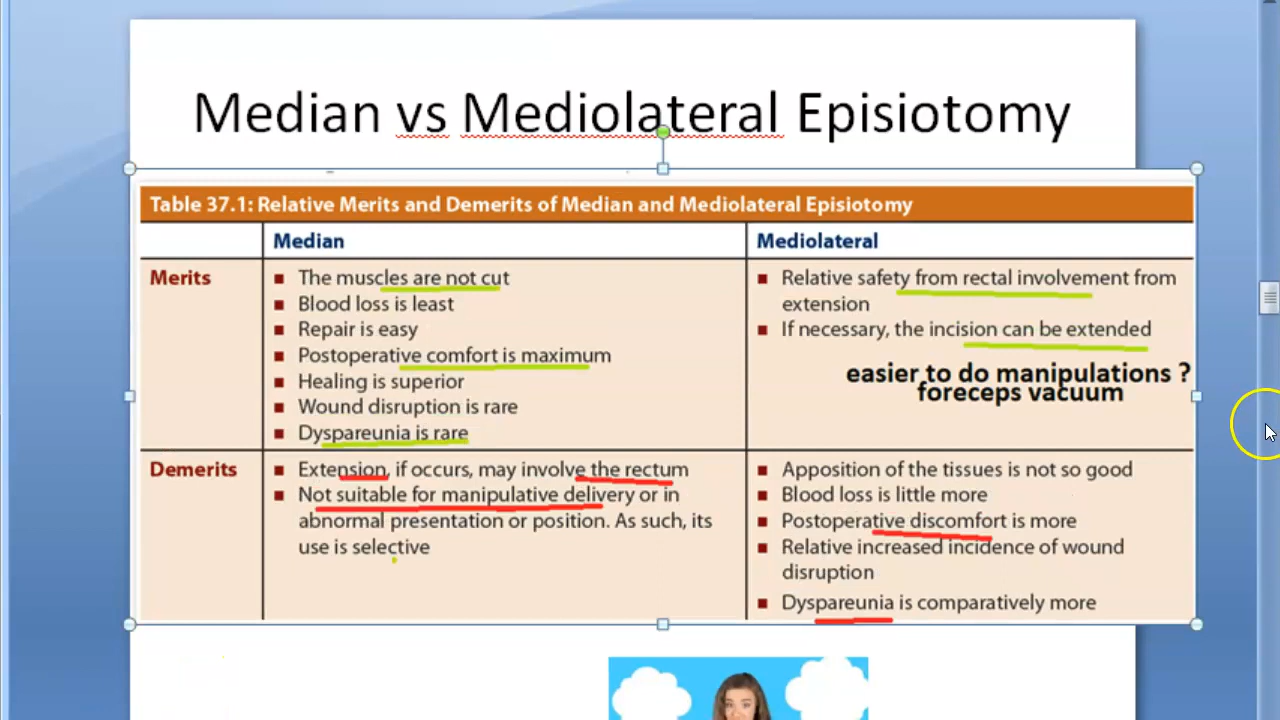 Median vs Mediolateral Episiotomy
Table 37.1: Relative Merits and Demerits of Median and Mediolateral Episiotomy
Median
Mediolateral
Merits
The muscles are not cut
Blood loss is least
Repair is easy
Postoperative comfort is maximum
Healing is superior
Wound disruption is rare
Dyspareunia is rare
Relative safety from rectal involvement from
extension
If necessary, the incision can be extended
easier to do manipulations ?
foreceps vacuum
Demerits
Extension, if occurs, may involve the rectum
Not suitable for manipulative delivery or in
abnormal presentation or position. As such, its
use is selective
Apposition of the tissues is not so good
Blood loss is little more
Postoperative discomfort is more
Relative increased incidence of wound
disruption
Dyspareunia is comparatively more